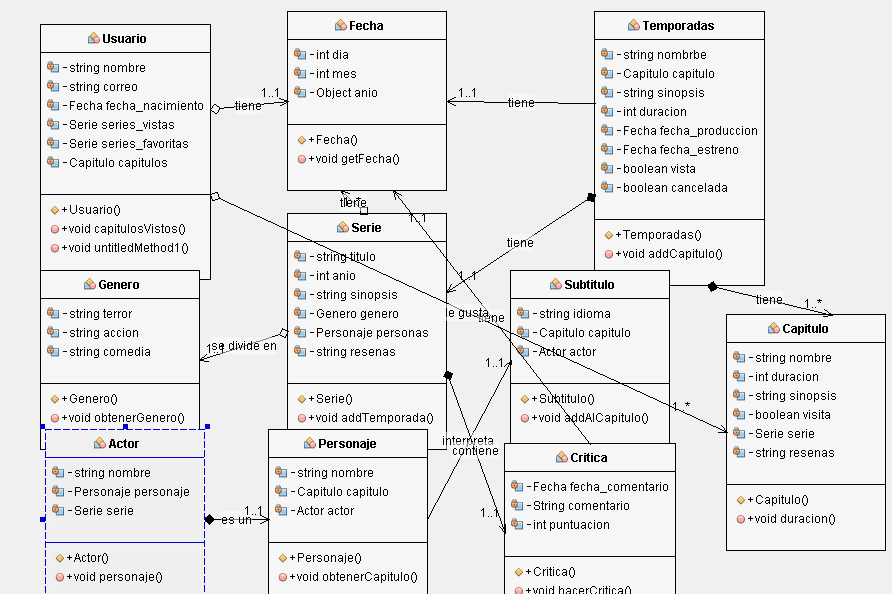 Usuario
- string nombre
- string correo
- Fecha fecha_nacimiento
- Serie series_vistas
- Serie series_favoritas
- Capitulo capitulos
+ Usuario()
+ void capitulosVistos()
+ void untitledMethod1()
Fecha
- int dia
- int mes
- Object anio
+ Fecha()
+ void getFecha()
Temporadas
- string nombrbe
- Capitulo capitulo
- string sinopsis
- int duracion
- Fecha fecha_produccion
- Fecha fecha_estreno
- boolean vista
- boolean cancelada
+ Temporadas()
+ void addCapitulo()
1..1
tiene
1..1
tiene
tiene
1..1
Serie
- string titulo
- int anio
- string sinopsis
- Genero genero
- Personaje personas
- string resenas
+ Serie()
+ void addTemporada()
tiene
1..1
le gusta
tiene
1..*
Genero
- string terror
- string accion
- string comedia
+ Genero()
+ void obtenerGenero()
1..1
se divide en
Subtitulo
- string idioma
- Capitulo capitulo
- Actor actor
+ Subtitulo()
+ void addAlCapitulo()
1..1
tiene
1..*
Capitulo
- string nombre
- int duracion
- string sinopsis
- boolean visita
- Serie serie
- string resenas
+ Capitulo()
+ void duracion()
Actor
- string nombre
- Personaje personaje
- Serie serie
+ Actor()
+ void personaje()
es un
1..1
Personaje
- string nombre
- Capitulo capitulo
- Actor actor
+ Personaje()
+ void obtenerCapitulo()
interpreta
contiene
1..1
Critica
- Fecha fecha_comentario
- String comentario
- int puntuacion
+ Critica()
+ void hacerCritica()